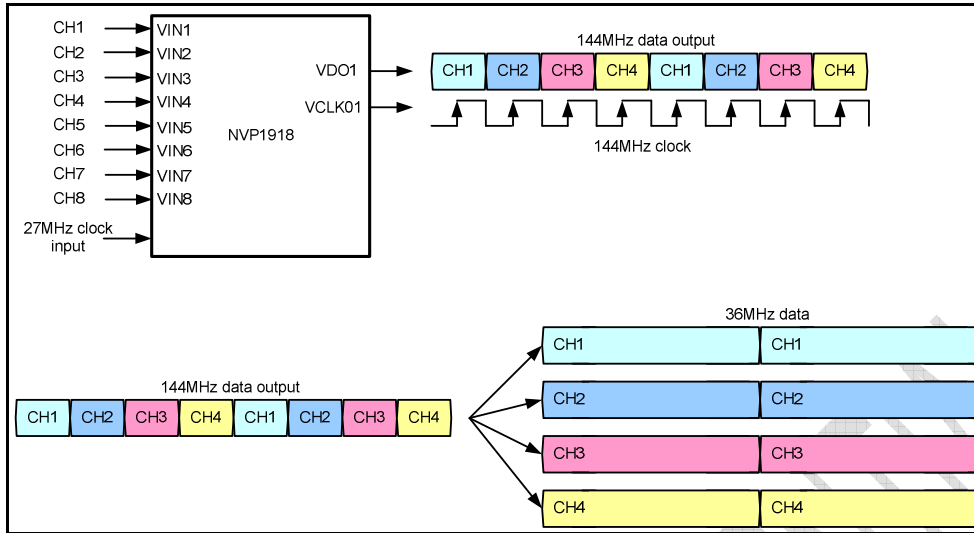 CH1
CH2
CH3
CH4
CH5
CH6
CH7
CH8
27MHz clock
input
VIN1
VIN2
VIN3
VIN4
VIN5
VIN6
VIN7
VIN8
NVP1918
VDO1
VCLK01
144MHz data output
CH1 CH2 CH3 CH4 CH1 CH2 CH3 CH4
144MHz clock
144MHz data output
CH1 CH2 CH3 CH4 CH1 CH2 CH3 CH4
36MHz data
CH1 CH1
CH2 CH2
CH3 CH3
CH4 CH4